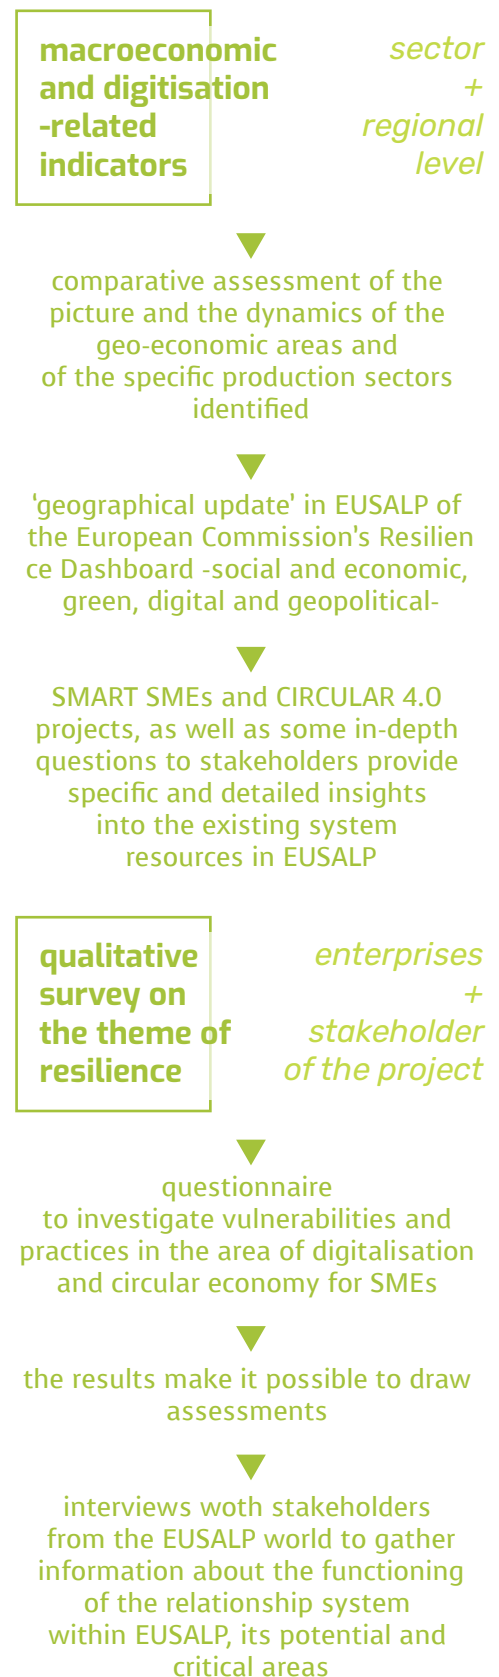 macroeconomic
and digitisation
-related
indicators
sector
+
regional
level
comparative assessment of the
picture and the dynamics of the
geo-economic areas and
of the specific production sectors
identified
‘geographical update’ in EUSALP of
the European Commission’s Resilien
ce Dashboard -social and economic,
green, digital and geopolitical-
SMART SMEs and CIRCULAR 4.0
projects, as well as some in-depth
questions to stakeholders provide
specific and detailed insights
into the existing system
resources in EUSALP
qualitative
survey on
the theme of
resilience
enterprises
+
stakeholder
of the project
questionnaire
to investigate vulnerabilities and
practices in the area of digitalisation
and circular economy for SMEs
the results make it possible to draw
assessments
interviews woth stakeholders
from the EUSALP world to gather
information about the functioning
of the relationship system
within EUSALP, its potential and
critical areas